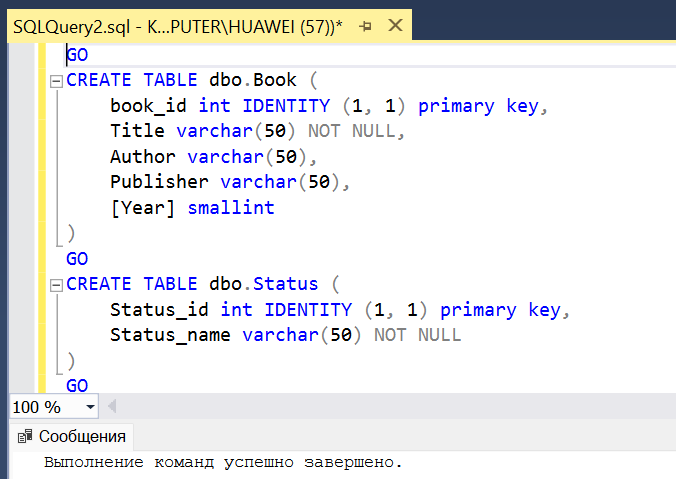 SQLQuery2.sql - K...PUTER\HUAWEI (57))*
GO
CREATE TABLE dbo.Book (
book_id int IDENTITY (1, 1) primary key,
Title varchar(50) NOT NULL,
Author varchar(50),
Publisher varchar(50),
[Year] smallint
)
GO
CREATE TABLE dbo.Status (
Status_id int IDENTITY (1, 1) primary key,
Status_name varchar(50) NOT NULL
)
GO
100 %
Сообщения
Выполнение команд успешно завершено.